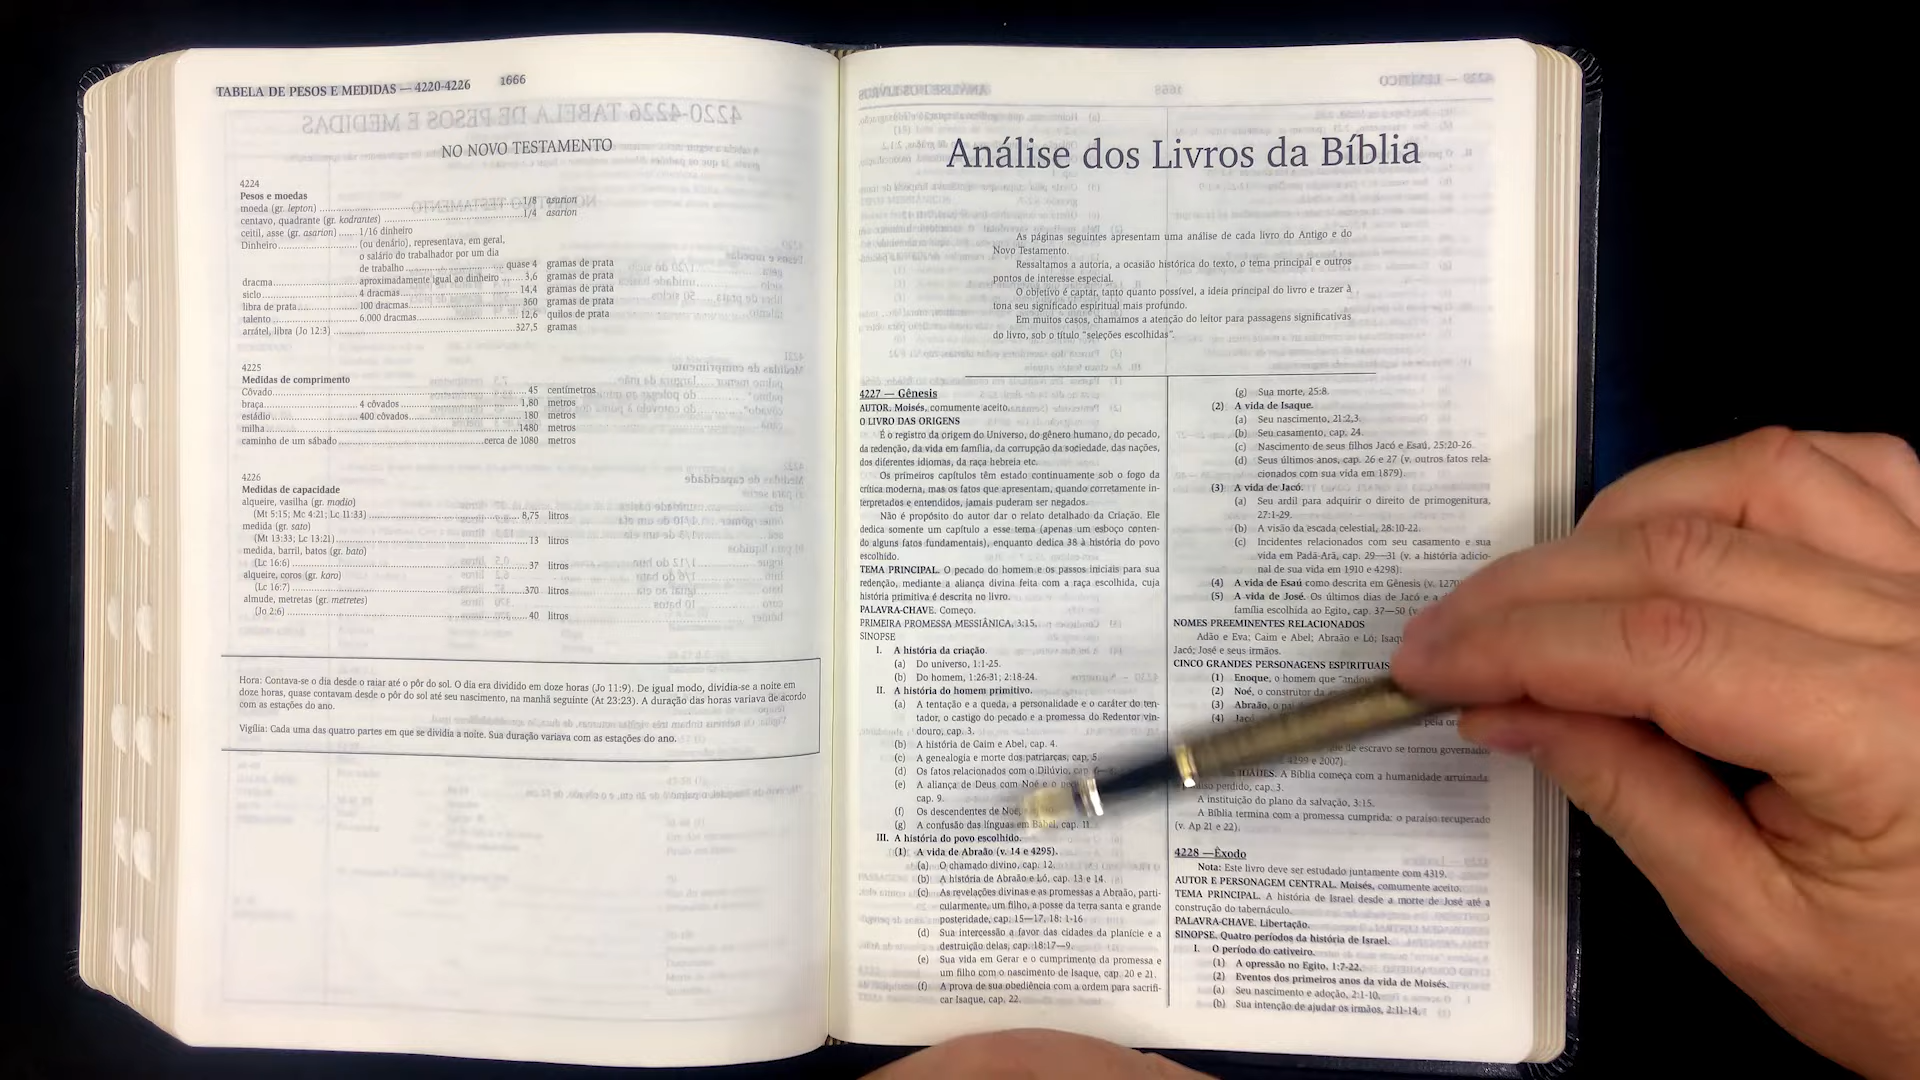 TABELA DE PESOS E MEDIDAS — 4220-4226 1666
NO NOVO TESTAMENTO
4224
Pesos e moedas
moeda (gr. lepton) 1/8 asarion
centavo, quadrante (gr. kodrantes) 1/4 asarion
ceitil, asse (gr. asarion) 1/16 dinheiro
Dinheiro (ou denário), representava, em geral,
o salário do trabalhador por um dia
de trabalho quase 4 gramas de prata
dracma aproximadamente igual ao dinheiro 3,6 gramas de prata
siclo 4 dracmas 14,4 gramas de prata
libra de prata 100 dracmas 360 gramas de prata
talento 6.000 dracmas 12,6 quilos de prata
arrátel, libra (Jo 12:3) 327,5 gramas
4225
Medidas de comprimento
Côvado 45 centímetros
braça 4 côvados 1,80 metros
estádio 400 côvados 180 metros
milha 1480 metros
caminho de um sábado cerca de 1080 metros
4226
Medidas de capacidade
alqueire, vasilha (gr. modio)
(Mt 5:15; Mc 4:21; Lc 11:33) 8,75 litros
medida (gr. sato)
(Mt 13:33; Lc 13:21) 13 litros
medida, barril, batos (gr. bato)
(Lc 16:6) 37 litros
alqueire, coros (gr. koro)
(Lc 16:7) 370 litros
almude, metretas (gr. metretes)
(Jo 2:6) 40 litros
Hora: Contava-se o dia desde o raiar até o pôr do sol. O dia era dividido em doze horas (Jo 11:9). De igual modo, dividia-se a noite em
doze horas, quase contavam desde o pôr do sol até seu nascimento, na manhã seguinte (At 23:23). A duração das horas variava de acordo
com as estações do ano.
Vigília: Cada uma das quatro partes em que se dividia a noite. Sua duração variava com as estações do ano.
Análise dos Livros da Bíblia
As páginas seguintes apresentam uma análise de cada livro do Antigo e do
Novo Testamento.
Ressaltamos a autoria, a ocasião histórica do texto, o tema principal e outros
pontos de interesse especial.
O objetivo é captar, tanto quanto possível, a ideia principal do livro e trazer à
tona seu significado espiritual mais profundo.
Em muitos casos, chamamos a atenção do leitor para passagens significativas
do livro, sob o título "seleções escolhidas".
4227 — Gênesis
AUTOR. Moisés, comumente aceito.
O LIVRO DAS ORIGENS
É o registro da origem do Universo, do gênero humano, do pecado,
da redenção, da vida em família, da corrupção da sociedade, das nações,
dos diferentes idiomas, da raça hebreia etc.
Os primeiros capítulos têm estado continuamente sob o fogo da
crítica moderna, mas os fatos que apresentam, quando corretamente in-
terpretados e entendidos, jamais puderam ser negados.
Não é propósito do autor dar o relato detalhado da Criação. Ele
dedica somente um capítulo a esse tema (apenas um esboço conten-
do alguns fatos fundamentais), enquanto dedica 38 à história do povo
escolhido.
TEMA PRINCIPAL. O pecado do homem e os passos iniciais para sua
redenção, mediante a aliança divina feita com a raça escolhida, cuja
história primitiva é descrita no livro.
PALAVRA-CHAVE. Começo.
PRIMEIRA PROMESSA MESSIÂNICA, 3:15.
SINOPSE
I. A história da criação.
(a) Do universo, 1:1-25.
(b) Do homem, 1:26-31; 2:18-24.
II. A história do homem primitivo.
(a) A tentação e a queda, a personalidade e o caráter do ten-
tador, o castigo do pecado e a promessa do Redentor vin-
douro, cap. 3.
(b) A história de Caim e Abel, cap. 4.
(c) A genealogia e morte dos patriarcas, cap. 5.
(d) Os fatos relacionados com o Dilúvio, cap.
(e) A aliança de Deus com Noé e o
cap. 9.
(f) Os descendentes de Noé,
(g) A confusão das línguas em Babel, cap. 11.
III. A história do povo escolhido.
(1) A vida de Abraão (v. 14 e 4295).
(a) O chamado divino, cap. 12.
(b) A história de Abraão e Ló, cap. 13 e 14.
(c) As revelações divinas e as promessas a Abraão, parti-
cularmente, um filho, a posse da terra santa e grande
posteridade, cap. 15—17, 18: 1-16
(d) Sua intercessão a favor das cidades da planície e a
destruição delas, cap. 18:17—9.
(e) Sua vida em Gerar e o cumprimento da promessa e
um filho com o nascimento de Isaque, cap. 20 e 21.
(f) A prova de sua obediência com a ordem para sacrifi-
car Isaque, cap. 22.
(g) Sua morte, 25:8.
(2) A vida de Isaque.
(a) Seu nascimento, 21:2,3.
(b) Seu casamento, cap. 24.
(c) Nascimento de seus filhos Jacó e Esaú, 25:20-26.
(d) Seus últimos anos, cap. 26 e 27 (v. outros fatos rela-
cionados com sua vida em 1879).
(3) A vida de Jacó.
(a) Seu ardil para adquirir o direito de primogenitura,
27:1-29.
(b) A visão da escada celestial, 28:10-22.
(c) Incidentes relacionados com seu casamento e sua
vida em Padã-Arã, cap. 29—31 (v. a história adicio-
nal de sua vida em 1910 e 4298).
(4) A vida de Esaú como descrita em Gênesis (v.
(5) A vida de José. Os últimos dias de Jacó e a
família escolhida ao Egito, cap. 37—50
NOMES PREEMINENTES RELACIONADOS
Adão e Eva; Caim e Abel; Abraão e Ló;
Jacó; José e seus irmãos.
CINCO GRANDES PERSONAGENS ESPIRITUAIS
(1) Enoque, o homem que
(2) Noé, o construtor da
(3) Abraão, o
(4)
de escravo se tornou governador,
4299 e 2007).
A Bíblia começa com a humanidade arruinada
perdido, cap. 3.
A instituição do plano da salvação, 3:15.
A Bíblia termina com a promessa cumprida: o paraíso recuperado
(v. Ap 21 e 22).
4228 —Êxodo
Nota: Este livro deve ser estudado juntamente com 4319.
AUTOR E PERSONAGEM CENTRAL. Moisés, comumente aceito.
TEMA PRINCIPAL. A história de Israel desde a morte de José até a
construção do tabernáculo.
PALAVRA-CHAVE. Libertação.
SINOPSE. Quatro períodos da história de Israel.
I. O período do cativeiro.
(1) A opressão no Egito, 1:7-22.
(2) Eventos dos primeiros anos da vida de Moisés.
(a) Seu nascimento e adoção, 2:1-10.
(b) Sua intenção de ajudar os irmãos, 2:11-14.